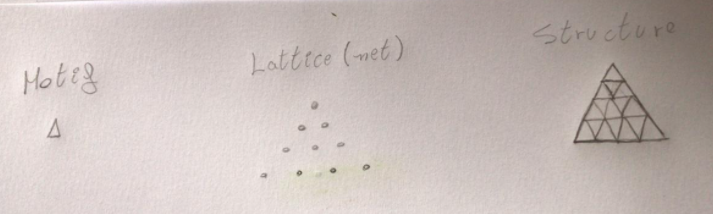 Motif
Lattice (net)
Structure